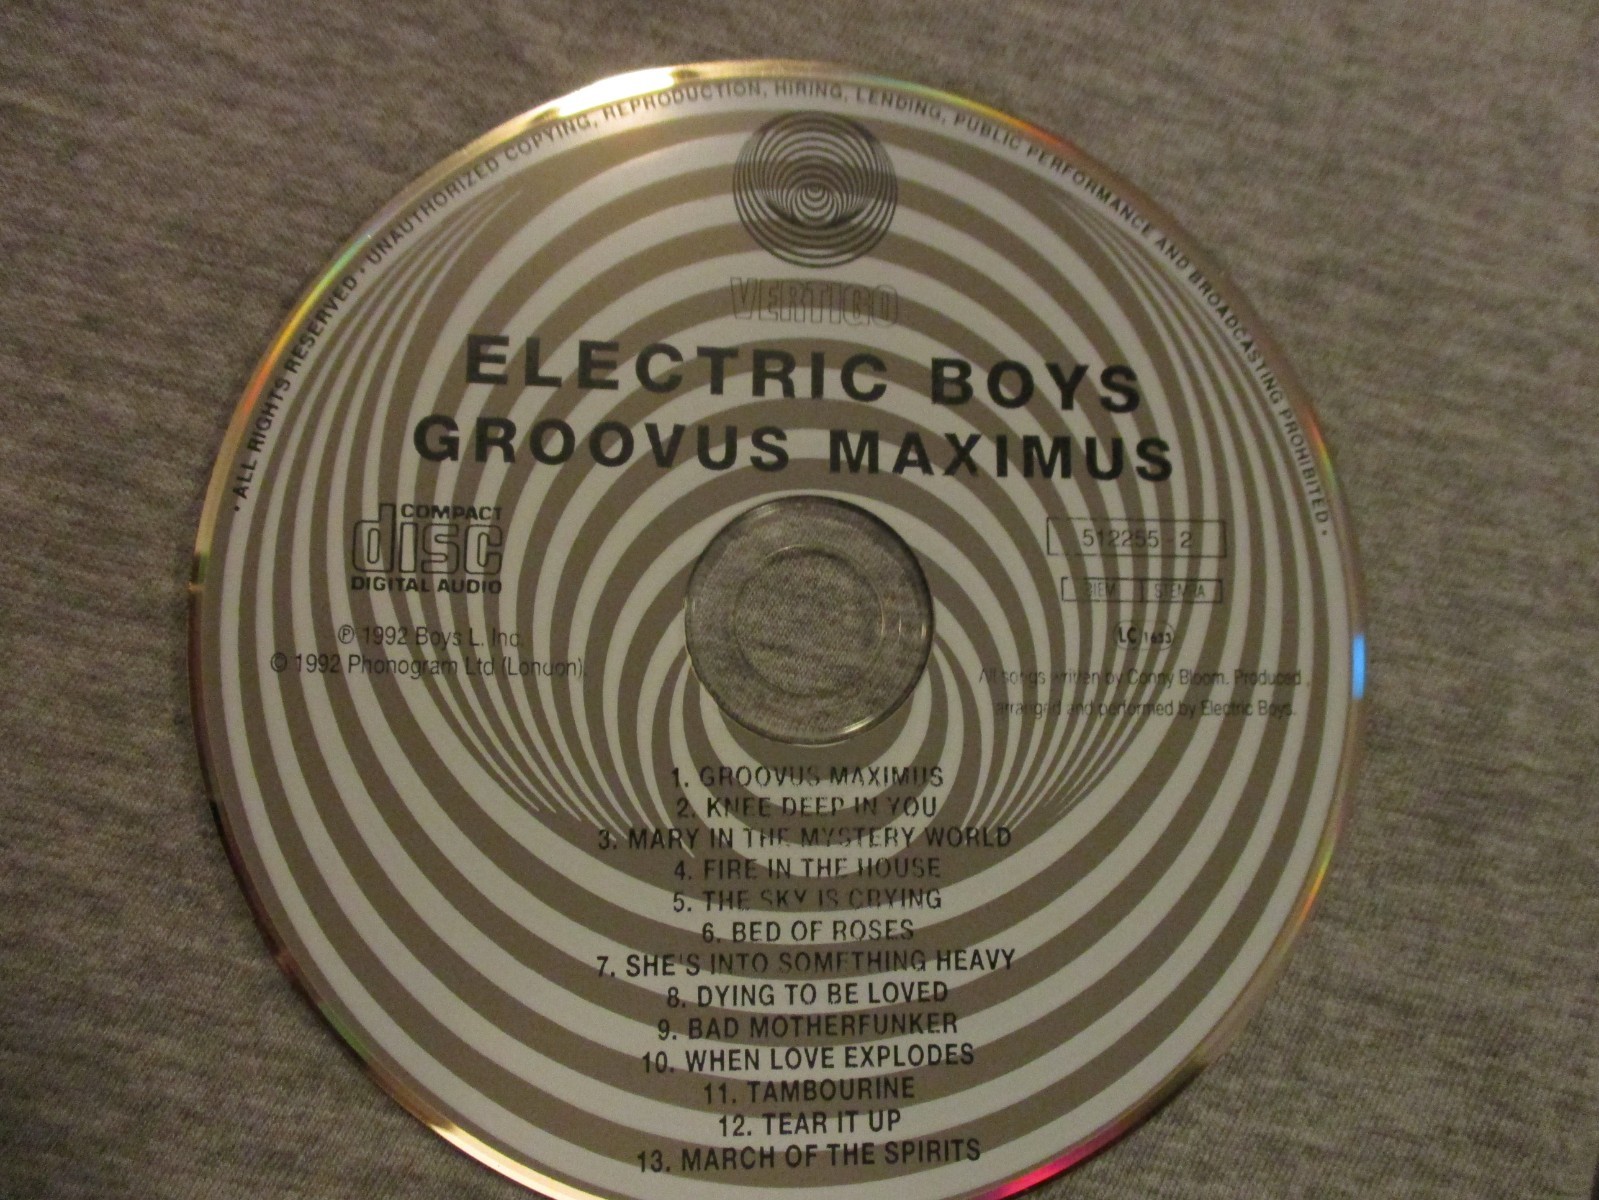 • ALL RIGHTS RESERVED • UNAUTHORIZED COPYING, REPRODUCTION, HIRING, LENDING, PUBLIC PERFORMANCE AND BROADCASTING PROHIBITED •
VERTIGO
ELECTRIC BOYS
GROOVUS MAXIMUS
COMPACT
disc
DIGITAL AUDIO
512255 - 2
BIEM STEMRA
LC 1633
℗ 1992 Boys L. Inc.
© 1992 Phonogram Ltd (London)
All songs written by Conny Bloom. Produced,
arranged and performed by Electric Boys.
1. GROOVUS MAXIMUS
2. KNEE DEEP IN YOU
3. MARY IN THE MYSTERY WORLD
4. FIRE IN THE HOUSE
5. THE SKY IS CRYING
6. BED OF ROSES
7. SHE'S INTO SOMETHING HEAVY
8. DYING TO BE LOVED
9. BAD MOTHERFUNKER
10. WHEN LOVE EXPLODES
11. TAMBOURINE
12. TEAR IT UP
13. MARCH OF THE SPIRITS